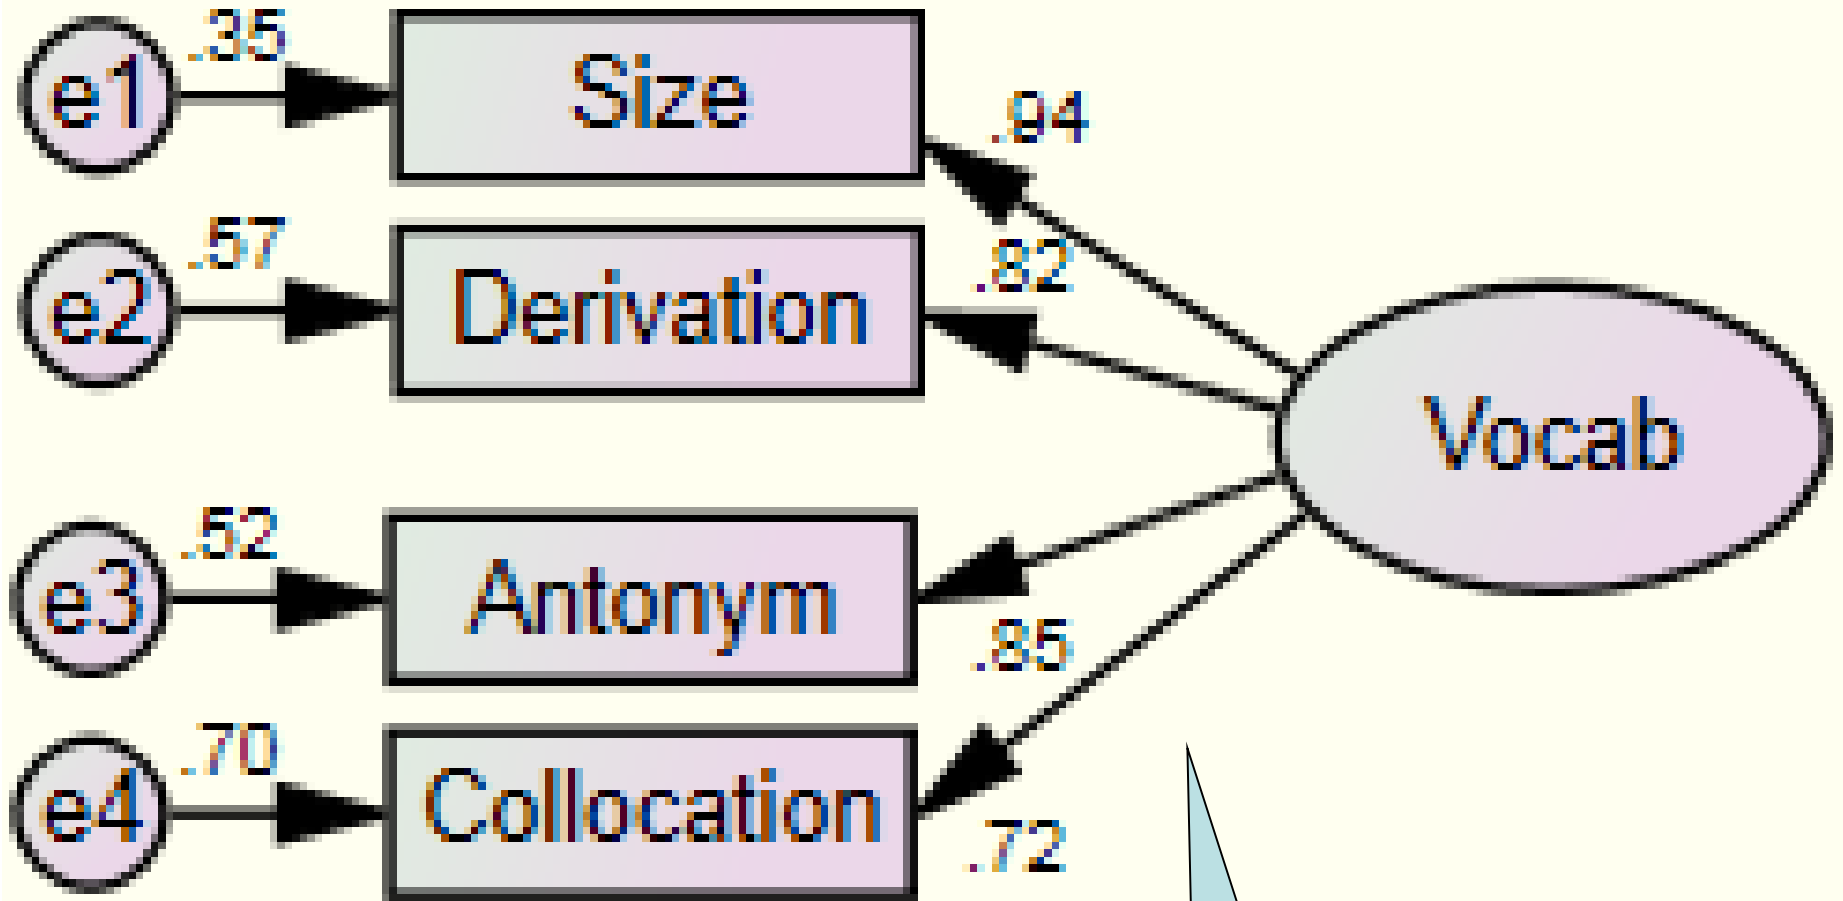 .35
e1
Size
.94
.57
e2
Derivation
.82
Vocab
.52
e3
Antonym
.85
.70
e4
Collocation
.72